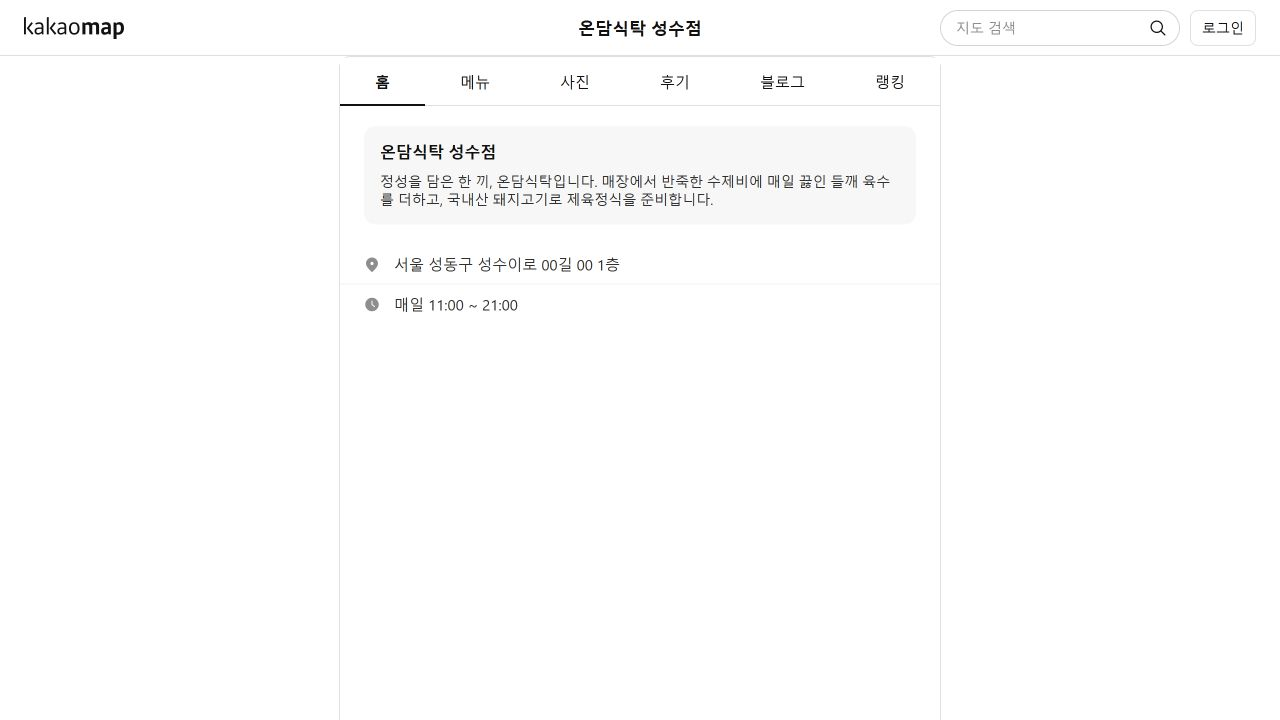 kakaomap
온담식탁 성수점
지도 검색
로그인
홈
메뉴
사진
후기
블로그
랭킹
온담식탁 성수점
정성을 담은 한 끼, 온담식탁입니다. 매장에서 반죽한 수제비에 매일 끓인 들깨 육수
를 더하고, 국내산 돼지고기로 제육정식을 준비합니다.
서울 성동구 성수이로 00길 00 1층
매일 11:00 ~ 21:00